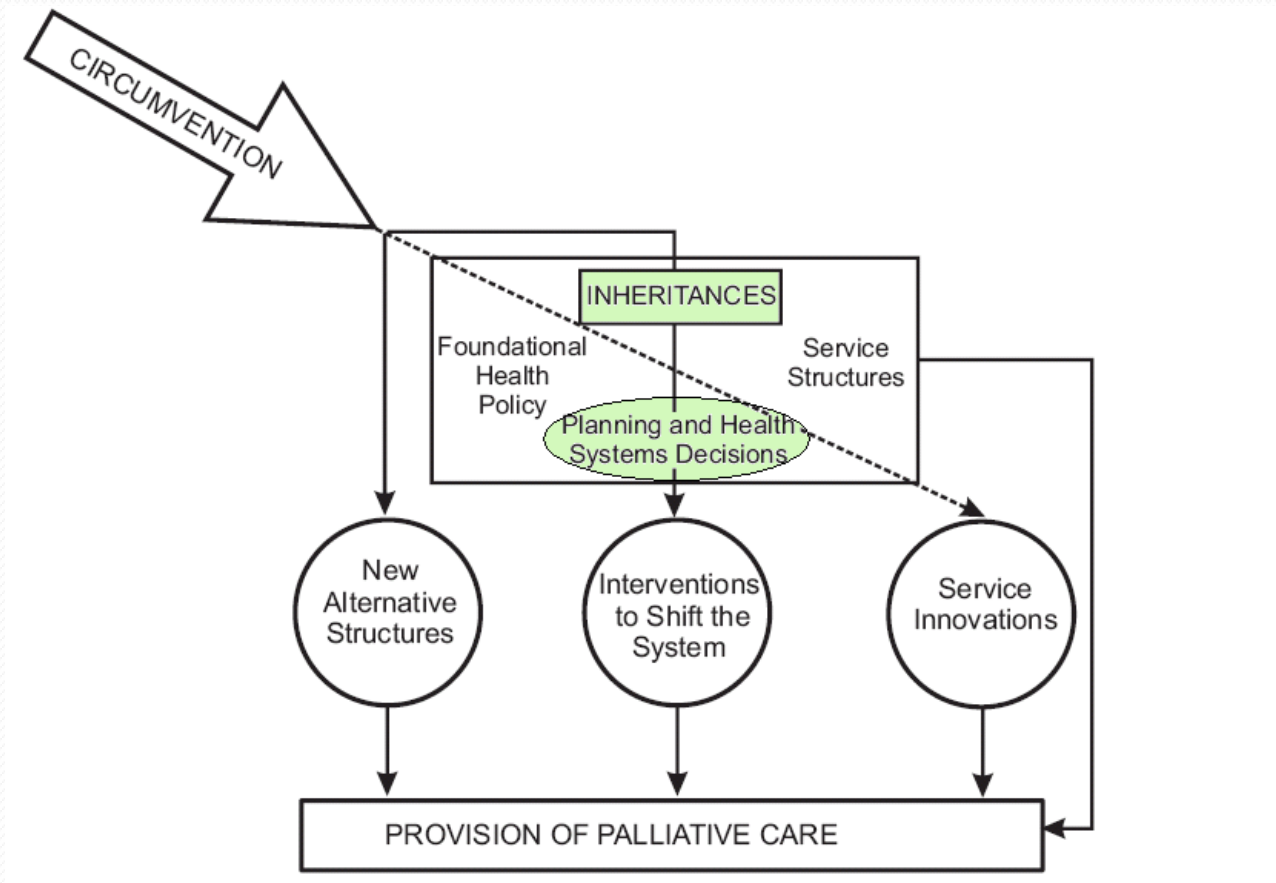 CIRCUMVENTION
INHERITANCES
Foundational
Health
Policy
Service
Structures
Planning and Health
Systems Decisions
New
Alternative
Structures
Interventions
to Shift the
System
Service
Innovations
PROVISION OF PALLIATIVE CARE